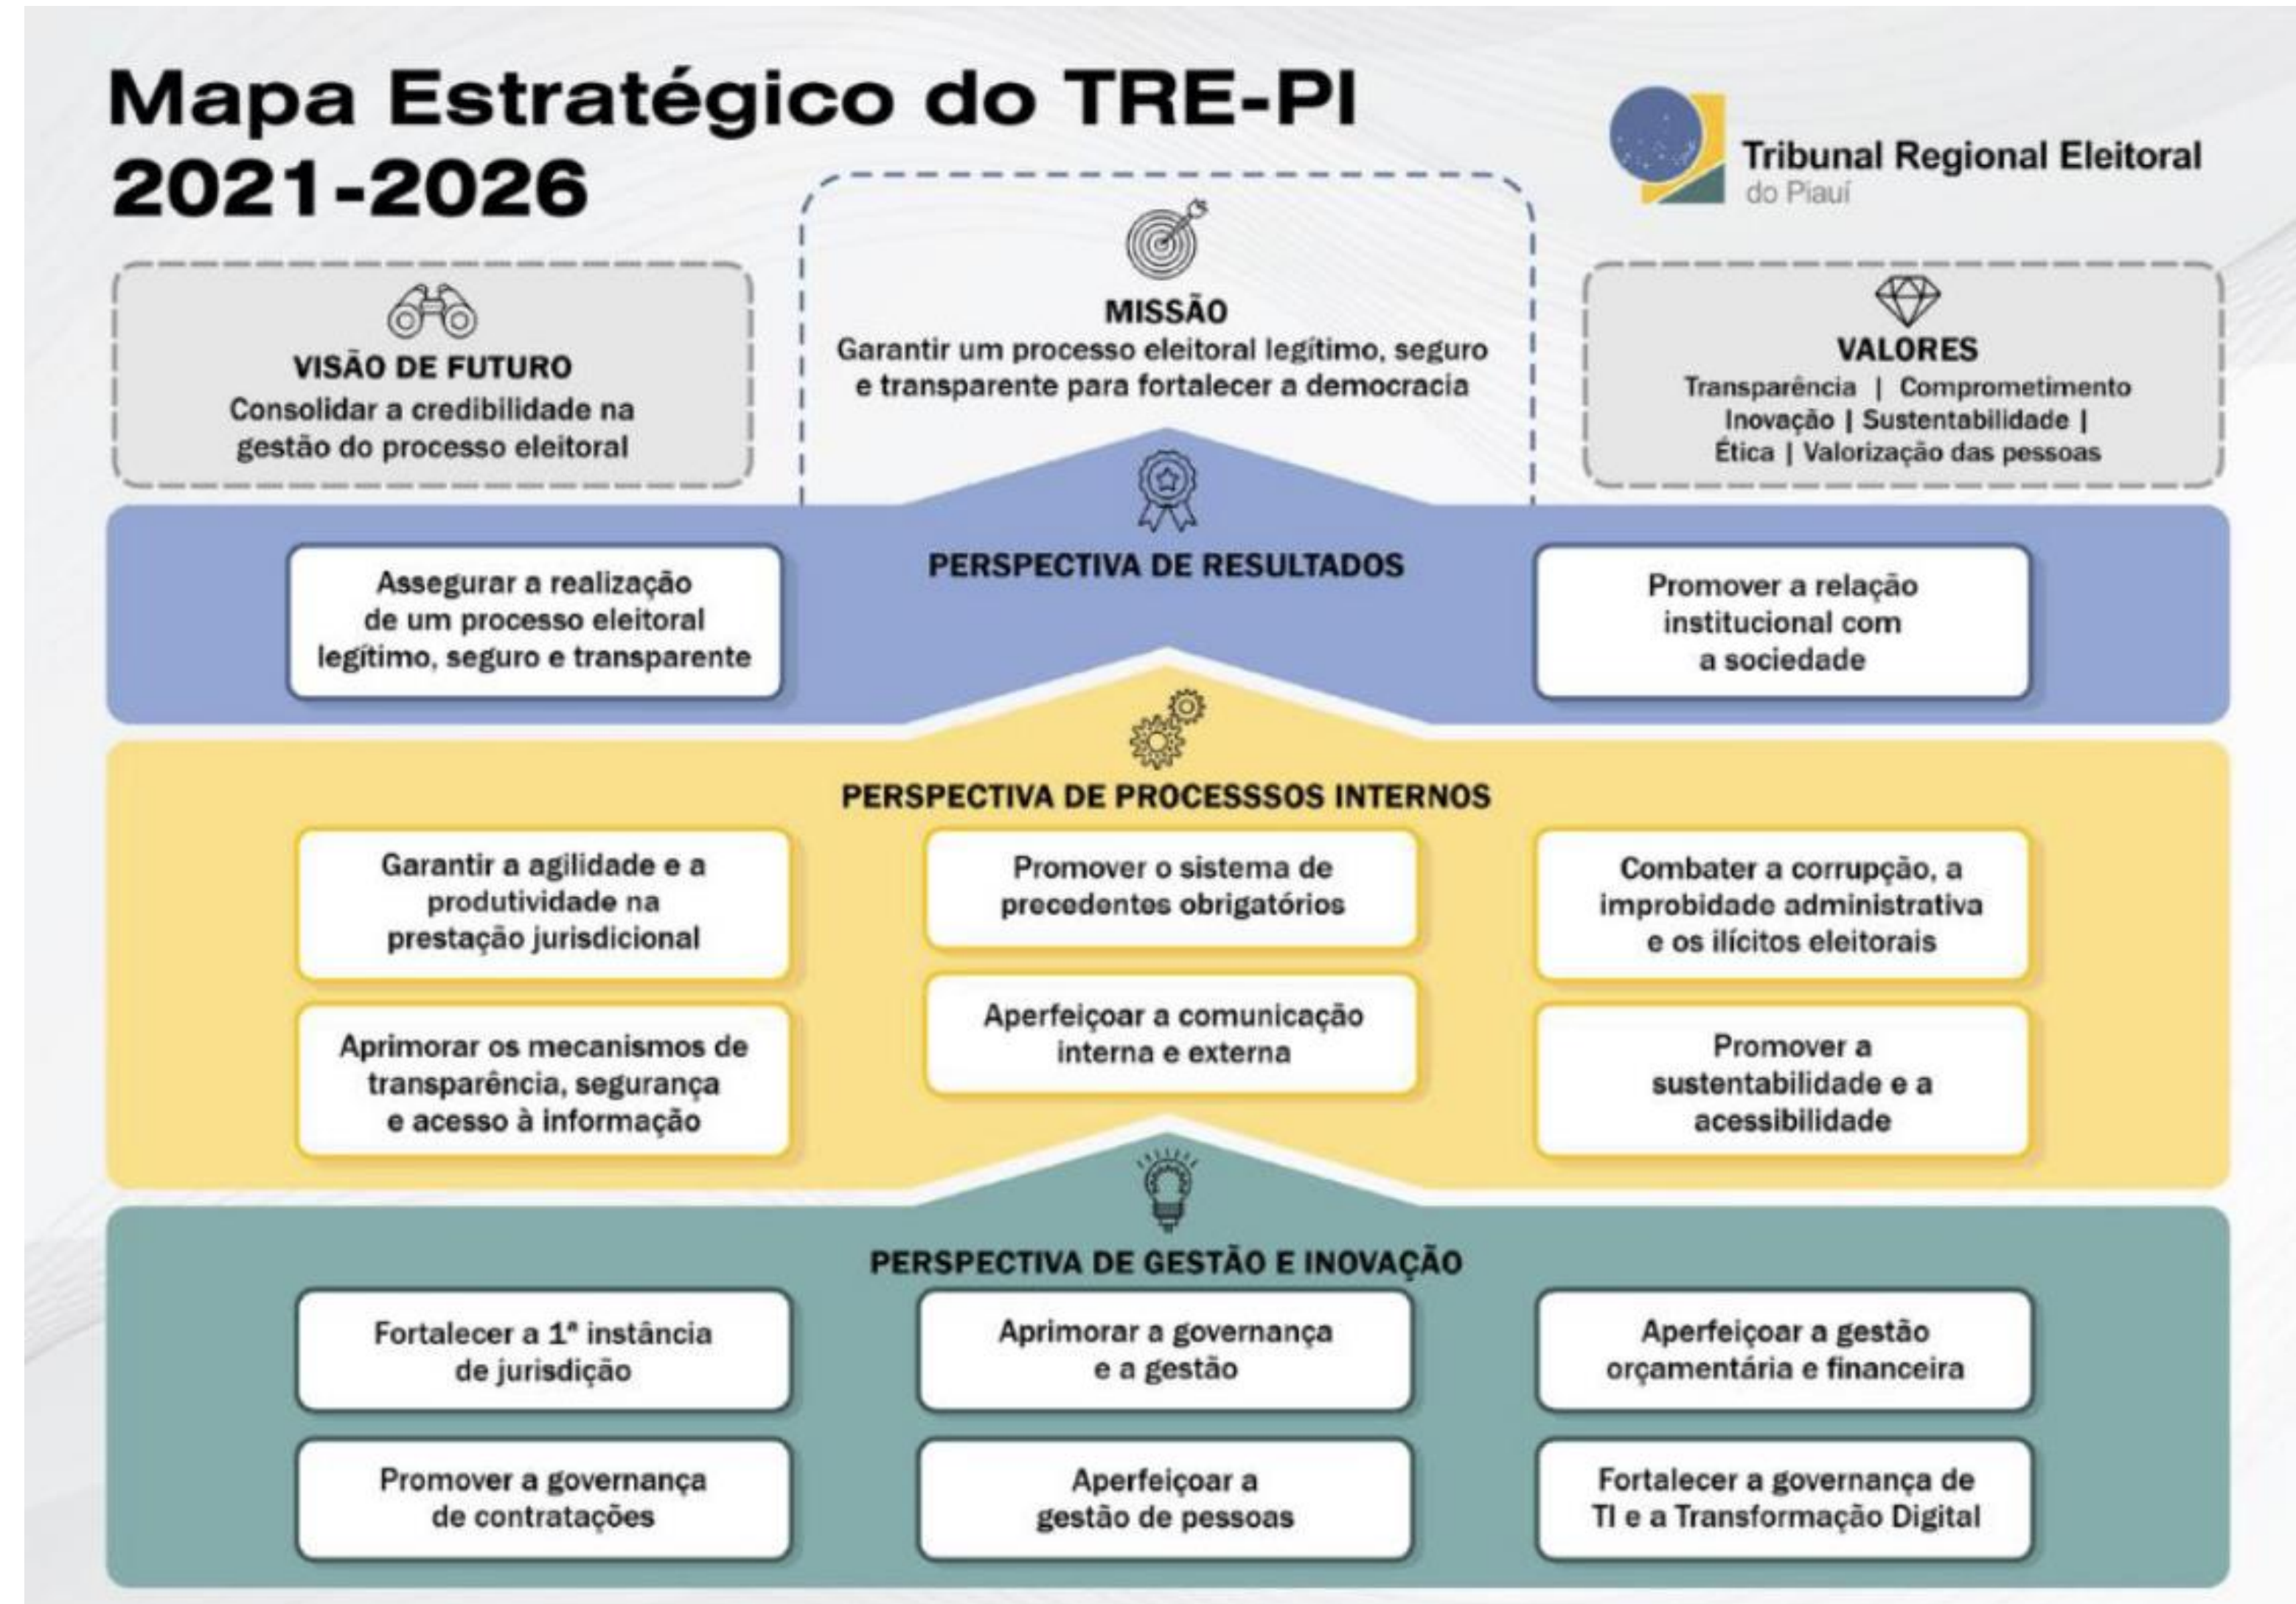 Mapa Estratégico do TRE-PI
2021-2026
Tribunal Regional Eleitoral
do Piauí
VISÃO DE FUTURO
Consolidar a credibilidade na
gestão do processo eleitoral
MISSÃO
Garantir um processo eleitoral legítimo, seguro
e transparente para fortalecer a democracia
VALORES
Transparência | Comprometimento
Inovação | Sustentabilidade |
Ética | Valorização das pessoas
PERSPECTIVA DE RESULTADOS
Assegurar a realização
de um processo eleitoral
legítimo, seguro e transparente
Promover a relação
institucional com
a sociedade
PERSPECTIVA DE PROCESSSOS INTERNOS
Garantir a agilidade e a
produtividade na
prestação jurisdicional
Promover o sistema de
precedentes obrigatórios
Combater a corrupção, a
improbidade administrativa
e os ilícitos eleitorais
Aprimorar os mecanismos de
transparência, segurança
e acesso à informação
Aperfeiçoar a comunicação
interna e externa
Promover a
sustentabilidade e a
acessibilidade
PERSPECTIVA DE GESTÃO E INOVAÇÃO
Fortalecer a 1ª instância
de jurisdição
Aprimorar a governança
e a gestão
Aperfeiçoar a gestão
orçamentária e financeira
Promover a governança
de contratações
Aperfeiçoar a
gestão de pessoas
Fortalecer a governança de
TI e a Transformação Digital